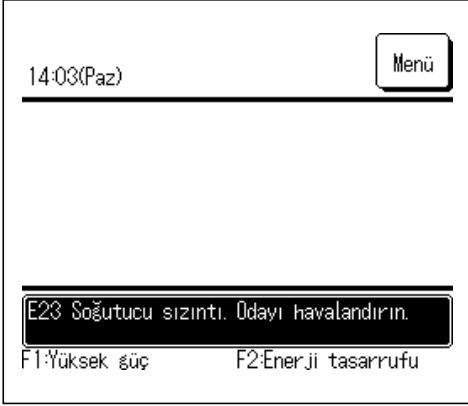 14:03(Paz)
Menü
E23 Soğutucu sızıntı. Odayı havalandırın.
F1:Yüksek güç
F2:Enerji tasarrufu